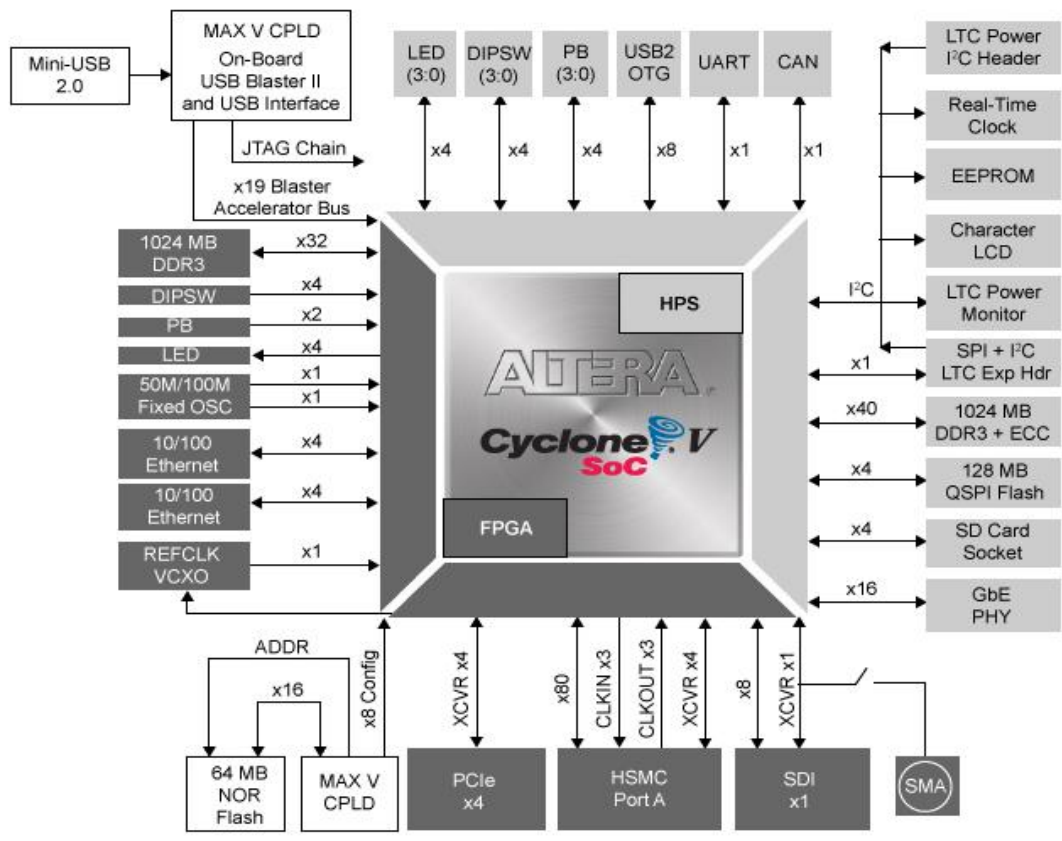 MAX V CPLD
On-Board
USB Blaster II
and USB Interface
Mini-USB
2.0
LED
(3:0)
DIPSW
(3:0)
PB
(3:0)
USB2
OTG
UART
CAN
LTC Power
I²C Header
Real-Time
Clock
EEPROM
Character
LCD
LTC Power
Monitor
SPI + I²C
LTC Exp Hdr
1024 MB
DDR3 + ECC
128 MB
QSPI Flash
SD Card
Socket
GbE
PHY
JTAG Chain
x19 Blaster
Accelerator Bus
x4
x4
x4
x8
x1
x1
I²C
x1
x40
x4
x4
x16
1024 MB
DDR3
x32
DIPSW
x4
PB
x2
LED
x4
50M/100M
Fixed OSC
x1
x1
10/100
Ethernet
x4
10/100
Ethernet
x4
REFCLK
VCXO
x1
HPS
ALTERA
Cyclone V
SoC
FPGA
ADDR
x16
x8 Config
XCVR x4
x80
CLKIN x3
CLKOUT x3
XCVR x4
x8
XCVR x1
64 MB
NOR
Flash
MAX V
CPLD
PCIe
x4
HSMC
Port A
SDI
x1
SMA